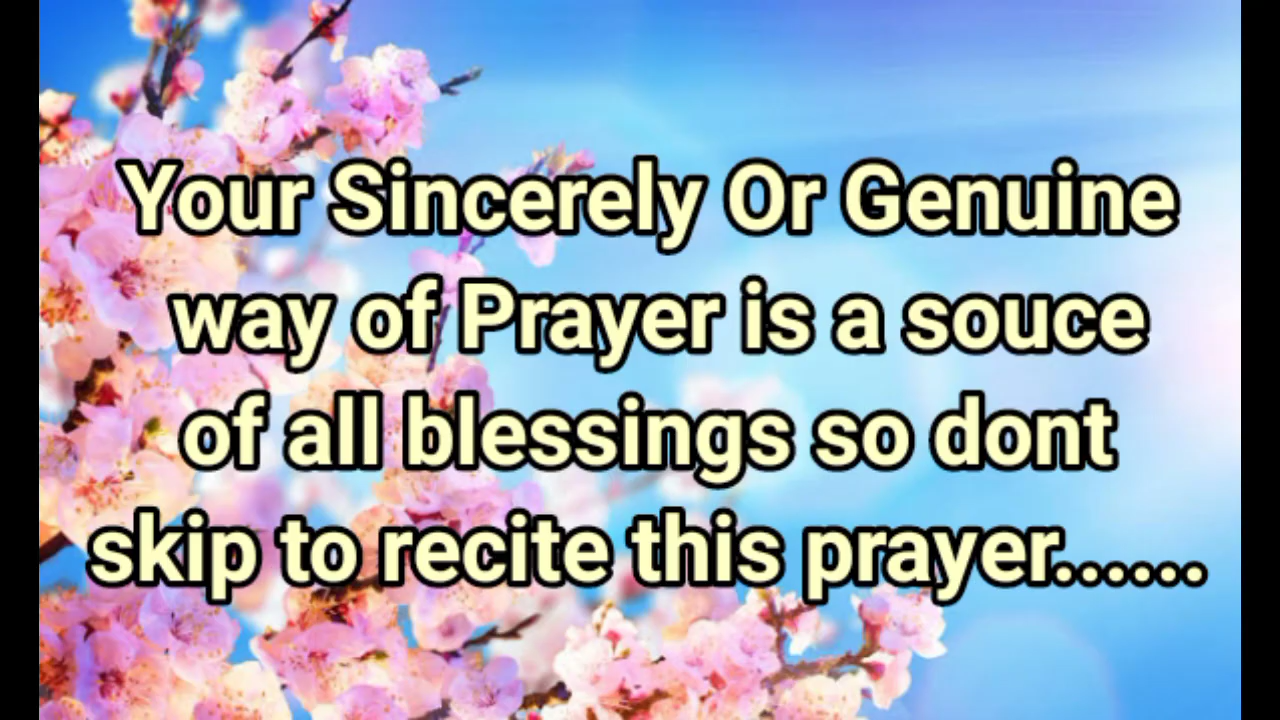 Your Sincerely Or Genuine
way of Prayer is a souce
of all blessings so dont
skip to recite this prayer......